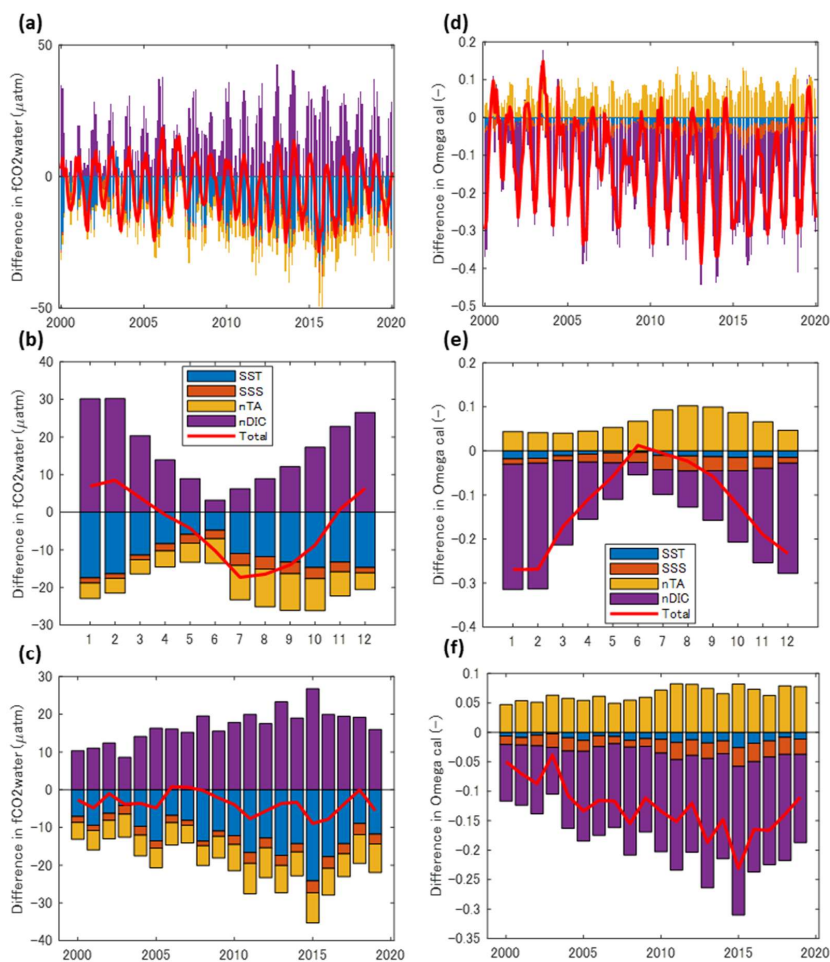 (a)
Difference in fCO2water (μatm)
50
0
-50
2000 2005 2010 2015 2020
(d)
Difference in Omega cal (-)
0.2
0.1
0
-0.1
-0.2
-0.3
-0.4
-0.5
2000 2005 2010 2015 2020
(b)
Difference in fCO2water (μatm)
40
30
20
10
0
-10
-20
-30
1 2 3 4 5 6 7 8 9 10 11 12
SST
SSS
nTA
nDIC
Total
(e)
Difference in Omega cal (-)
0.2
0.1
0
-0.1
-0.2
-0.3
-0.4
1 2 3 4 5 6 7 8 9 10 11 12
SST
SSS
nTA
nDIC
Total
(c)
Difference in fCO2water (μatm)
30
20
10
0
-10
-20
-30
-40
2000 2005 2010 2015 2020
(f)
Difference in Omega cal (-)
0.1
0.05
0
-0.05
-0.1
-0.15
-0.2
-0.25
-0.3
-0.35
2000 2005 2010 2015 2020